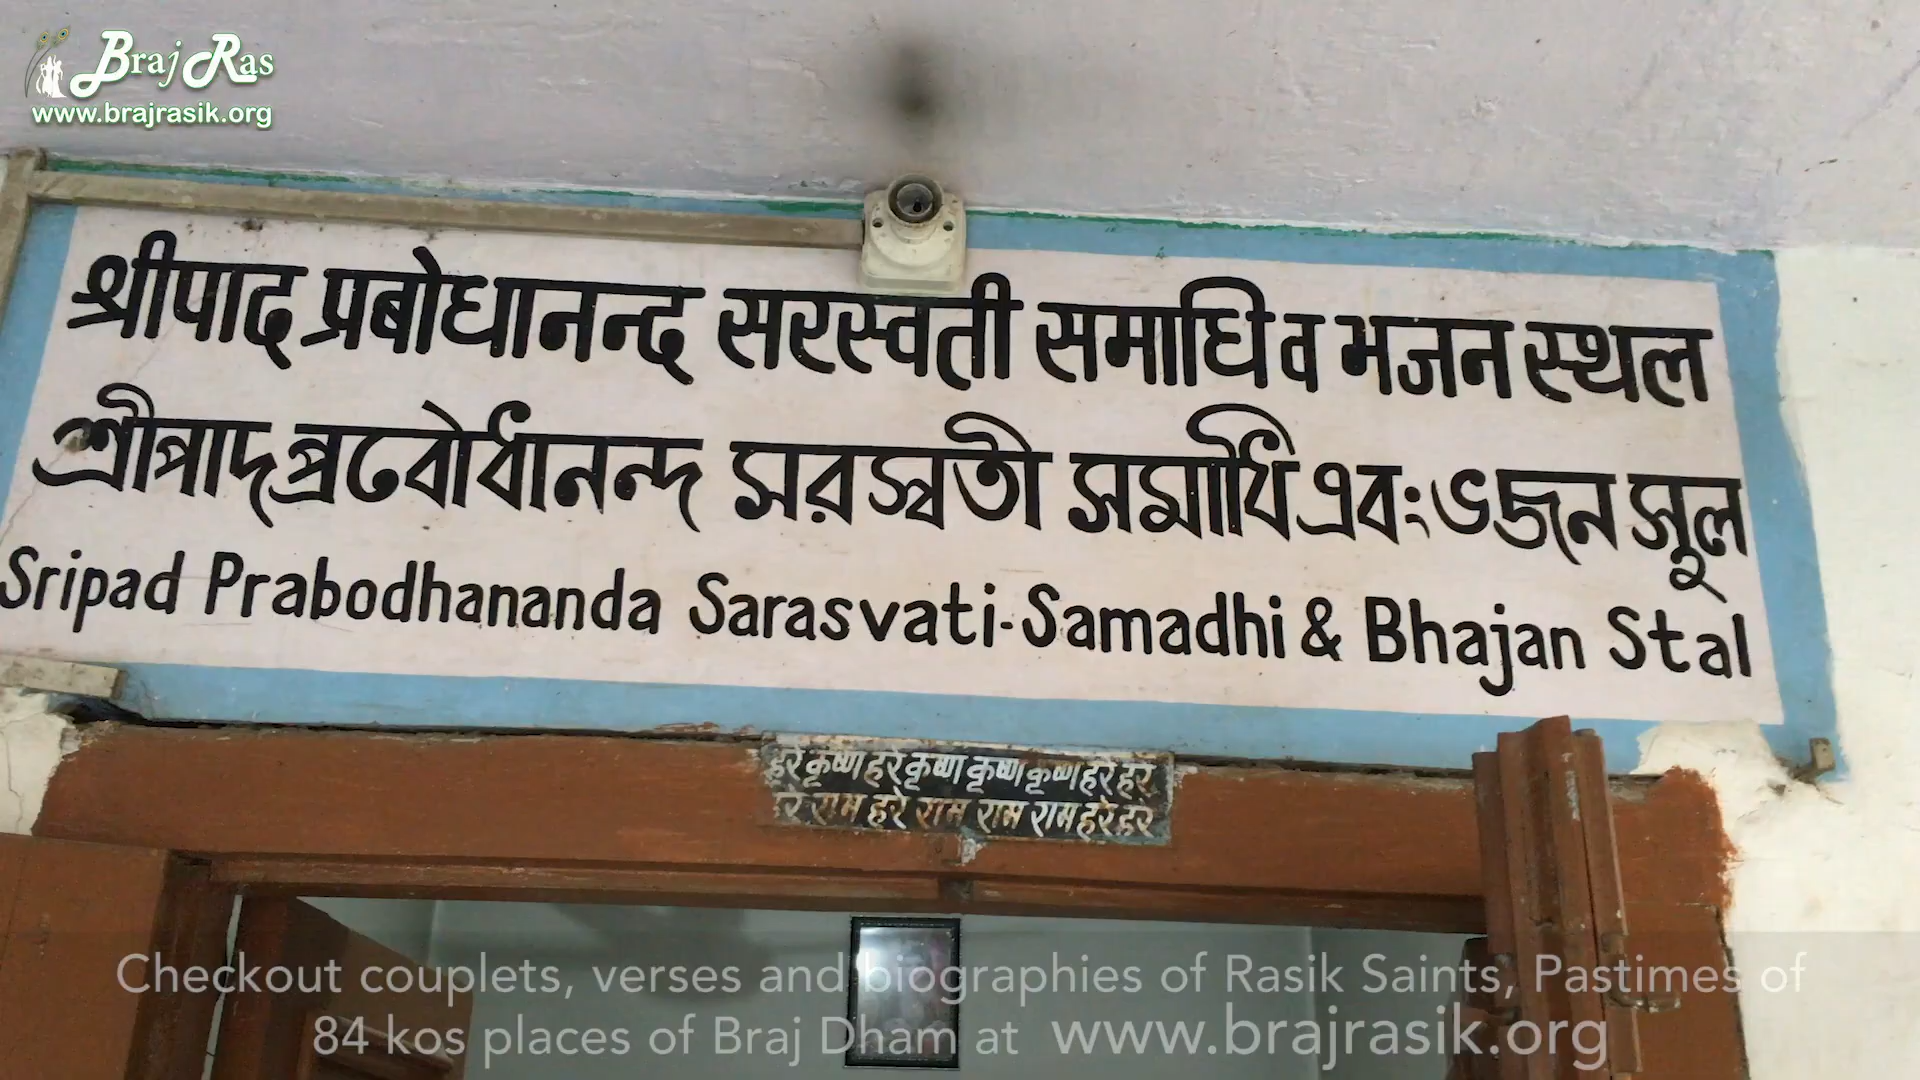 Braj Ras
www.brajrasik.org
श्रीपाद प्रबोधानन्द सरस्वती समाधि व भजन स्थल
শ্রীপাদ প্রবোধানন্দ সরস্বতী সমাধি এবং ভজন স্থল
Sripad Prabodhananda Sarasvati-Samadhi & Bhajan Stal
हरे कृष्ण हरे कृष्ण कृष्ण कृष्ण हरे हरे
हरे राम हरे राम राम राम हरे हरे
Checkout couplets, verses and biographies of Rasik Saints, Pastimes of
84 kos places of Braj Dham at www.brajrasik.org